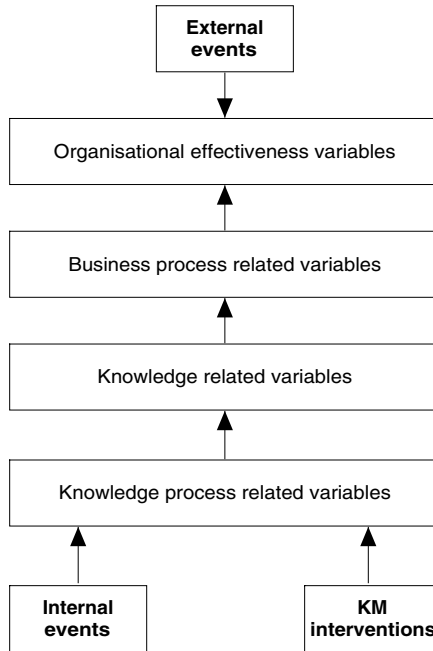 External
events
Organisational effectiveness variables
Business process related variables
Knowledge related variables
Knowledge process related variables
Internal
events
KM
interventions